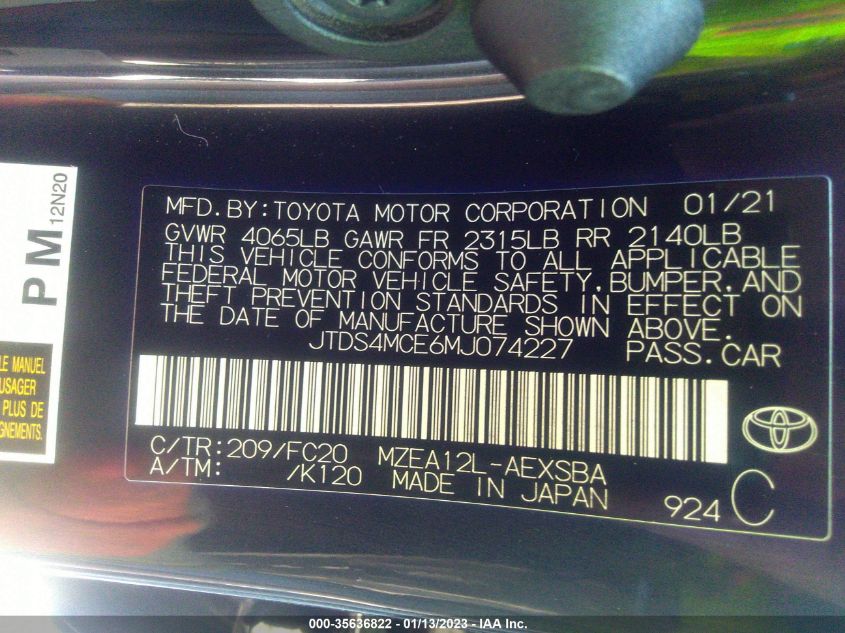 PM 12N20
LE MANUEL
USAGER
PLUS DE
GNEMENTS.
MFD.BY:TOYOTA MOTOR CORPORATION 01/21
GVWR 4065LB GAWR FR 2315LB RR 2140LB
THIS VEHICLE CONFORMS TO ALL APPLICABLE
FEDERAL MOTOR VEHICLE SAFETY,BUMPER,AND
THEFT PREVENTION STANDARDS IN EFFECT ON
THE DATE OF MANUFACTURE SHOWN ABOVE.
JTDS4MCE6MJ074227 PASS.CAR
C/TR:209/FC20 MZEA12L-AEXSBA
A/TM: /K120 MADE IN JAPAN 924 C
000-35636822 - 01/13/2023 - IAA Inc.